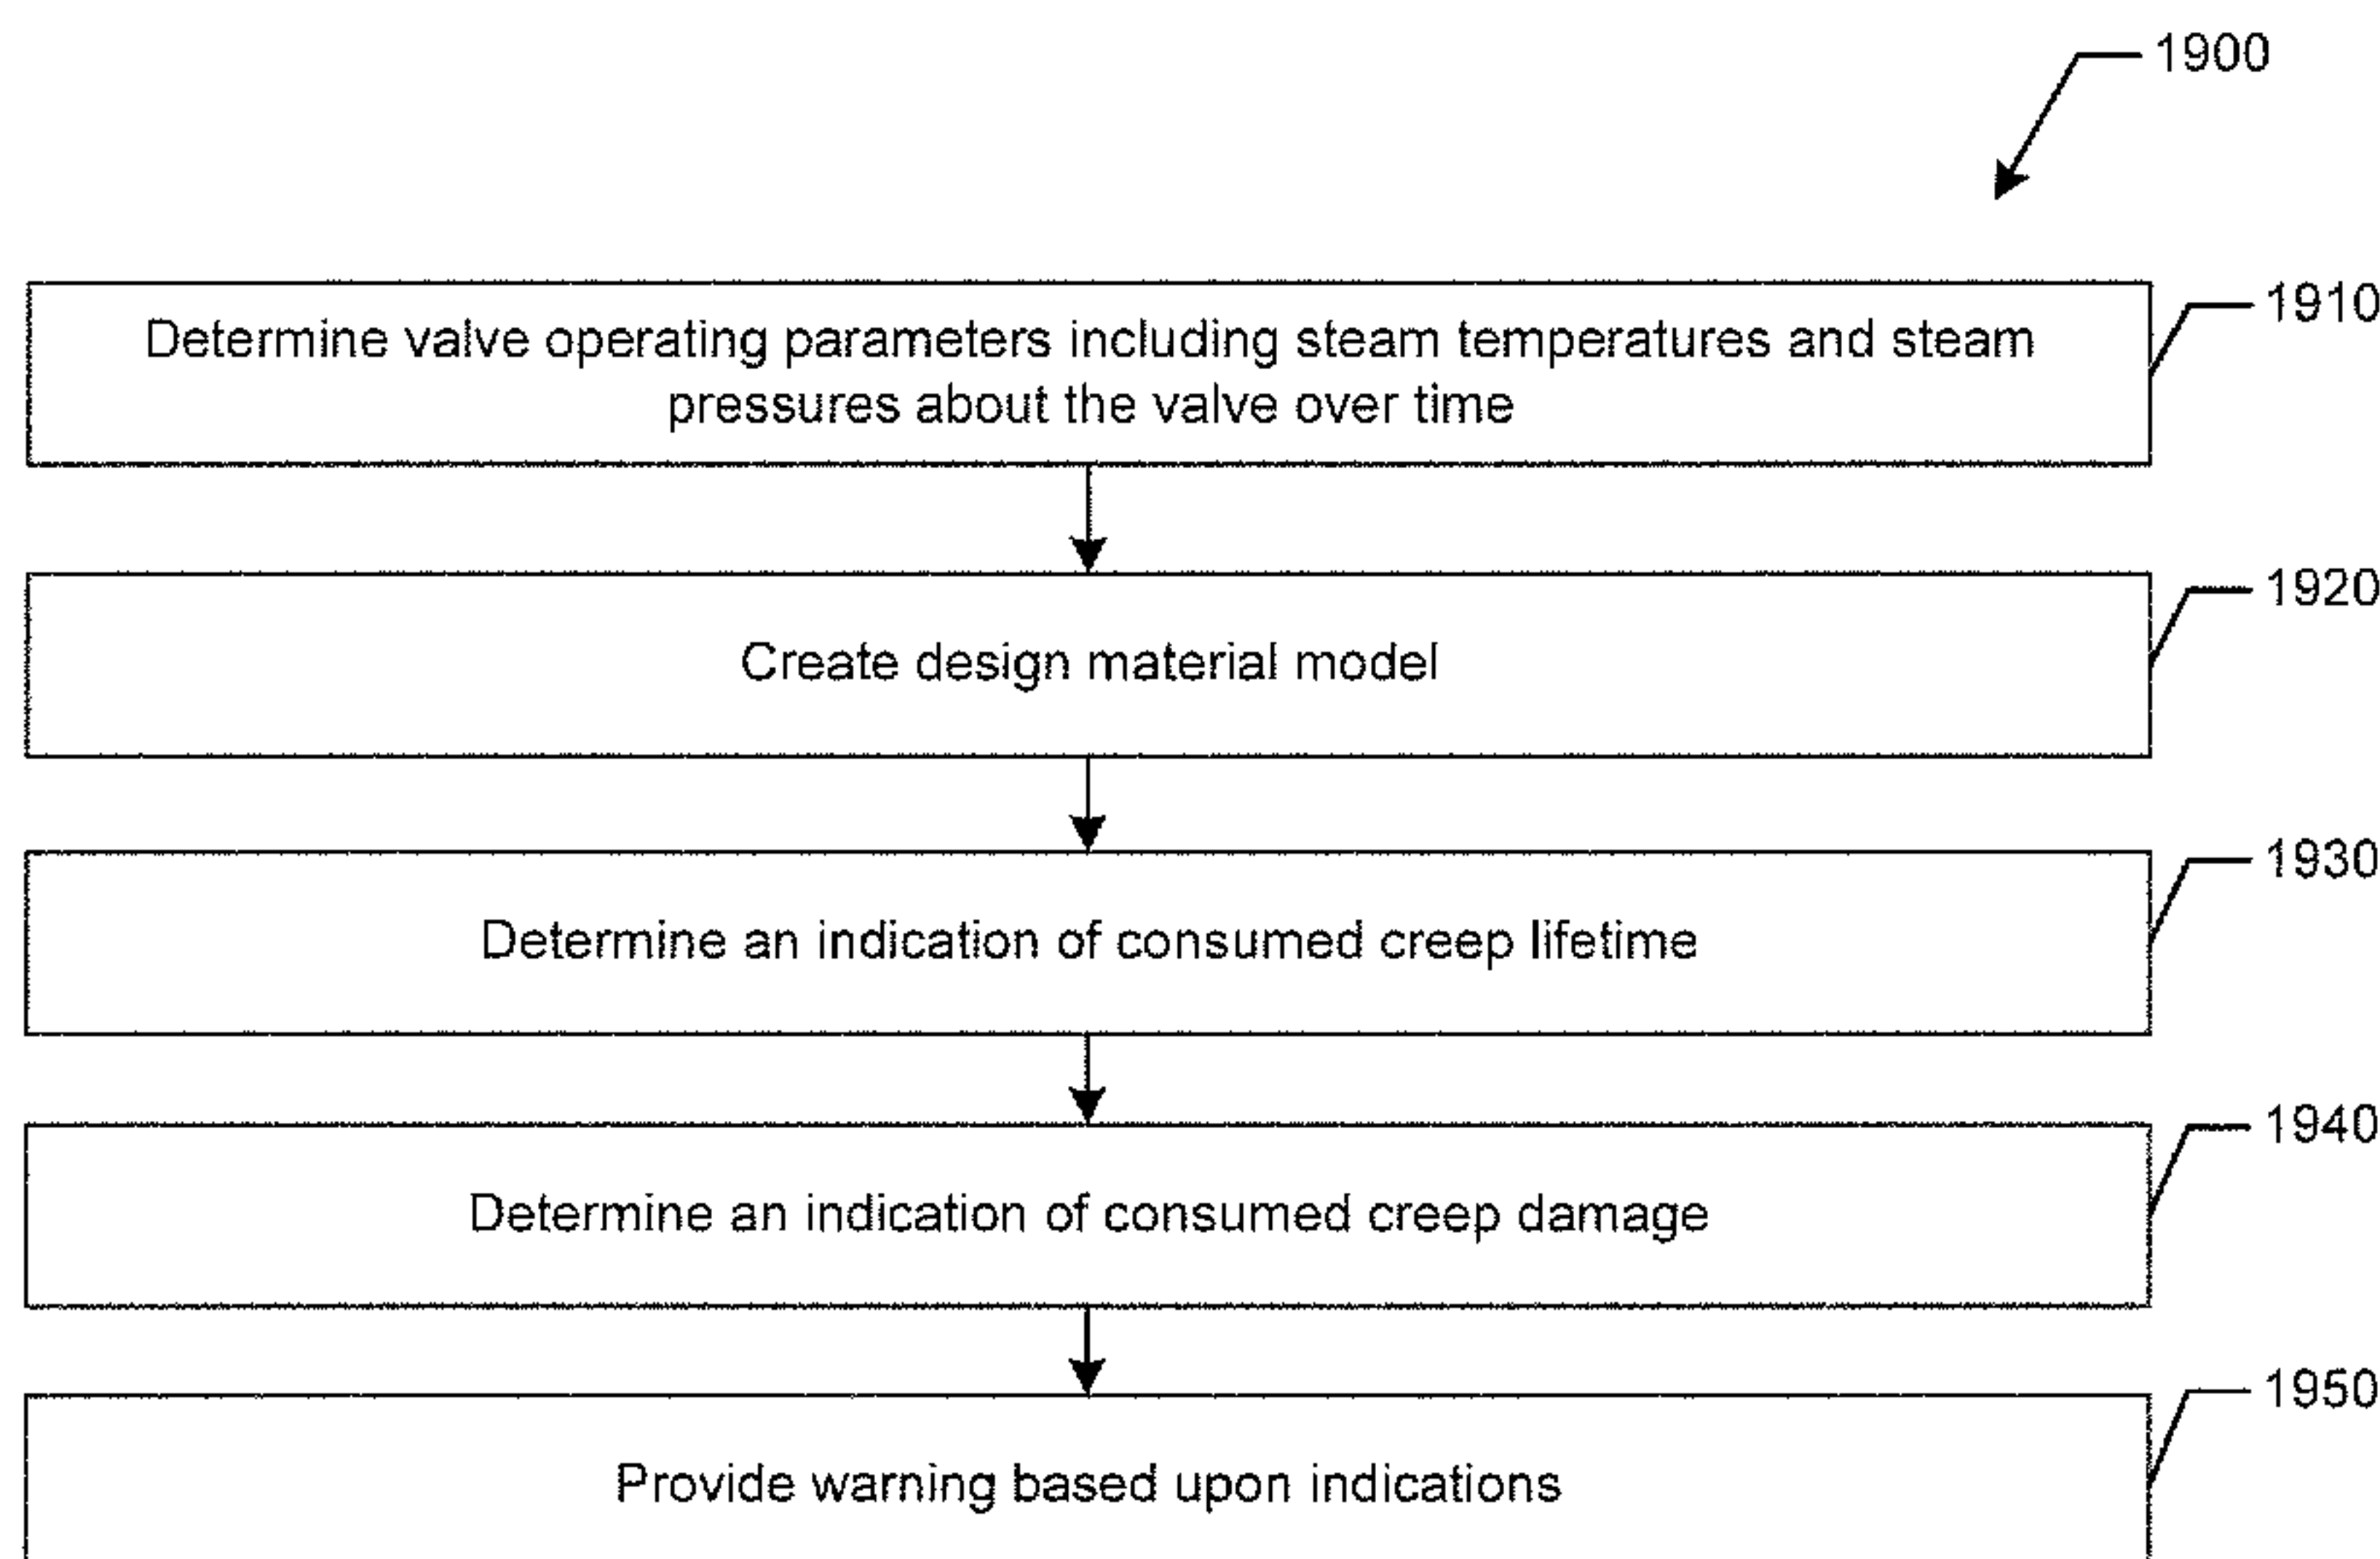 1900
Determine valve operating parameters including steam temperatures and steam
pressures about the valve over time
1910
Create design material model
1920
Determine an indication of consumed creep lifetime
1930
Determine an indication of consumed creep damage
1940
Provide warning based upon indications
1950